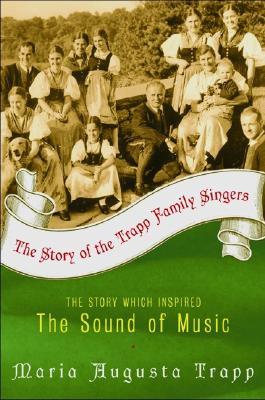 The Story of the Trapp Family Singers
THE STORY WHICH INSPIRED
The Sound of Music
Maria Augusta Trapp